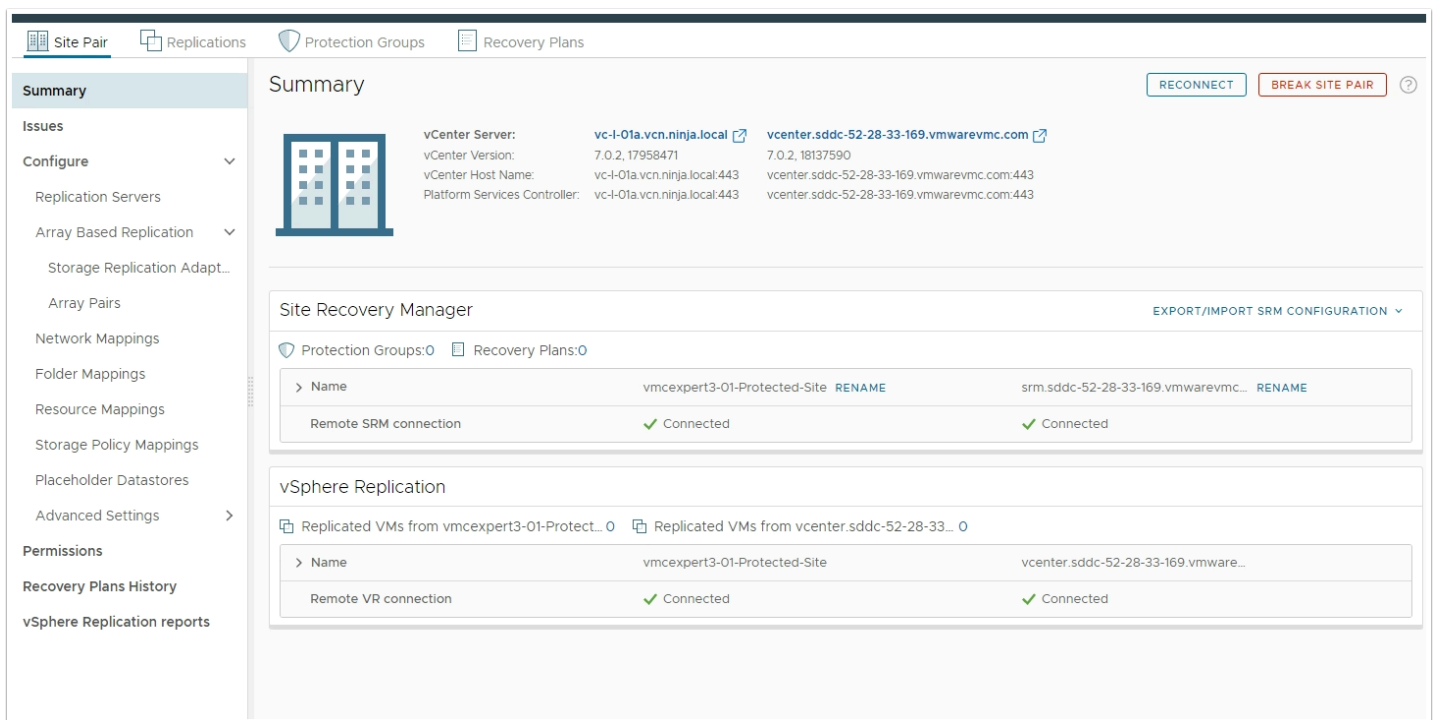 Site Pair Replications Protection Groups Recovery Plans
Summary
Issues
Configure
Replication Servers
Array Based Replication
Storage Replication Adapt...
Array Pairs
Network Mappings
Folder Mappings
Resource Mappings
Storage Policy Mappings
Placeholder Datastores
Advanced Settings
Permissions
Recovery Plans History
vSphere Replication reports
Summary RECONNECT BREAK SITE PAIR ?
vCenter Server: vc-l-01a.vcn.ninja.local vcenter.sddc-52-28-33-169.vmwarevmc.com
vCenter Version: 7.0.2, 17958471 7.0.2, 18137590
vCenter Host Name: vc-l-01a.vcn.ninja.local:443 vcenter.sddc-52-28-33-169.vmwarevmc.com:443
Platform Services Controller: vc-l-01a.vcn.ninja.local:443 vcenter.sddc-52-28-33-169.vmwarevmc.com:443
Site Recovery Manager EXPORT/IMPORT SRM CONFIGURATION
Protection Groups:0 Recovery Plans:0
Name vmcexpert3-01-Protected-Site RENAME srm.sddc-52-28-33-169.vmwarevmc... RENAME
Remote SRM connection Connected Connected
vSphere Replication
Replicated VMs from vmcexpert3-01-Protect... 0 Replicated VMs from vcenter.sddc-52-28-33... 0
Name vmcexpert3-01-Protected-Site vcenter.sddc-52-28-33-169.vmware...
Remote VR connection Connected Connected